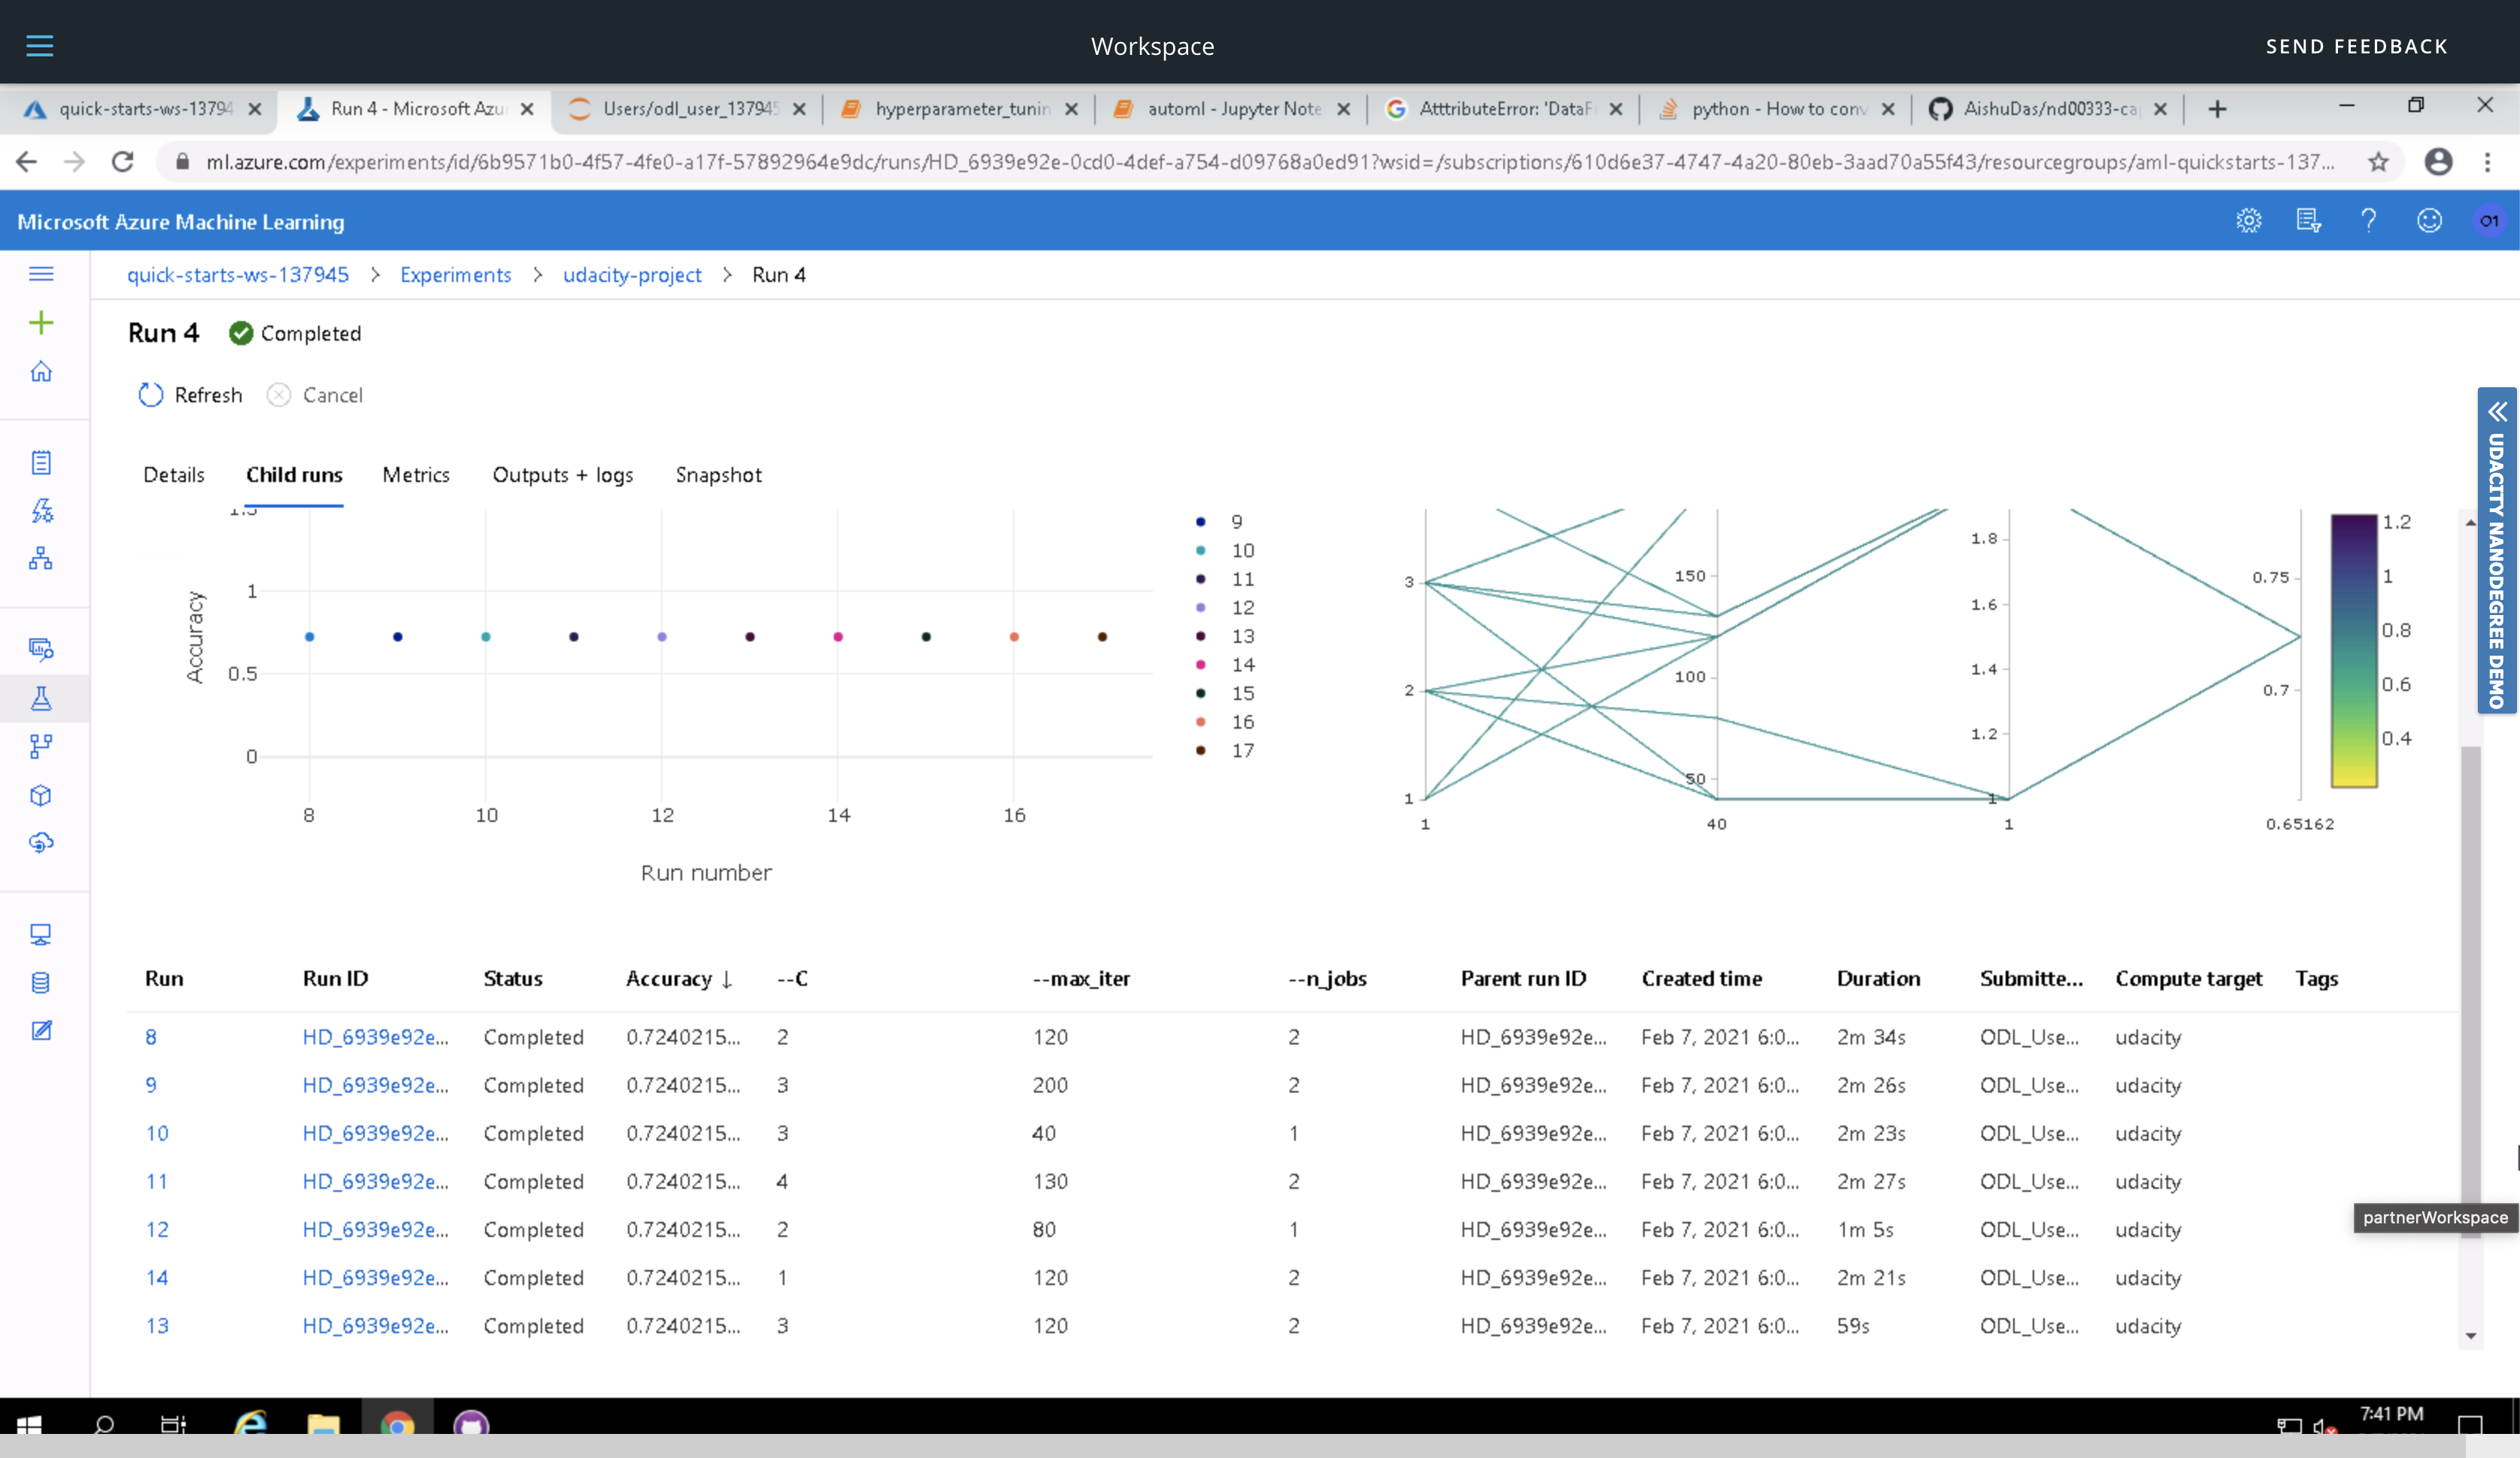 Workspace
SEND FEEDBACK
quick-starts-ws-13794
Run 4 - Microsoft Azu
Users/odl_user_137945
hyperparameter_tunin
automl - Jupyter Note
AtttributeError: 'DataF
python - How to conv
AishuDas/nd00333-ca
ml.azure.com/experiments/id/6b9571b0-4f57-4fe0-a17f-57892964e9dc/runs/HD_6939e92e-0cd0-4def-a754-d09768a0ed91?wsid=/subscriptions/610d6e37-4747-4a20-80eb-3aad70a55f43/resourcegroups/aml-quickstarts-137...
Microsoft Azure Machine Learning
01
quick-starts-ws-137945 > Experiments > udacity-project > Run 4
Run 4 Completed
Refresh Cancel
Details Child runs Metrics Outputs + logs Snapshot
Accuracy
1
0.5
0
8 10 12 14 16
Run number
9
10
11
12
13
14
15
16
17
3
2
1
1
150
100
50
40
1.8
1.6
1.4
1.2
1
1
0.75
0.7
0.65162
1.2
1
0.8
0.6
0.4
UDACITY NANODEGREE DEMO
Run Run ID Status Accuracy ↓ --C --max_iter --n_jobs Parent run ID Created time Duration Submitte... Compute target Tags
8 HD_6939e92e... Completed 0.7240215... 2 120 2 HD_6939e92e... Feb 7, 2021 6:0... 2m 34s ODL_Use... udacity
9 HD_6939e92e... Completed 0.7240215... 3 200 2 HD_6939e92e... Feb 7, 2021 6:0... 2m 26s ODL_Use... udacity
10 HD_6939e92e... Completed 0.7240215... 3 40 1 HD_6939e92e... Feb 7, 2021 6:0... 2m 23s ODL_Use... udacity
11 HD_6939e92e... Completed 0.7240215... 4 130 2 HD_6939e92e... Feb 7, 2021 6:0... 2m 27s ODL_Use... udacity
12 HD_6939e92e... Completed 0.7240215... 2 80 1 HD_6939e92e... Feb 7, 2021 6:0... 1m 5s ODL_Use... udacity
14 HD_6939e92e... Completed 0.7240215... 1 120 2 HD_6939e92e... Feb 7, 2021 6:0... 2m 21s ODL_Use... udacity
13 HD_6939e92e... Completed 0.7240215... 3 120 2 HD_6939e92e... Feb 7, 2021 6:0... 59s ODL_Use... udacity
partnerWorkspace
7:41 PM